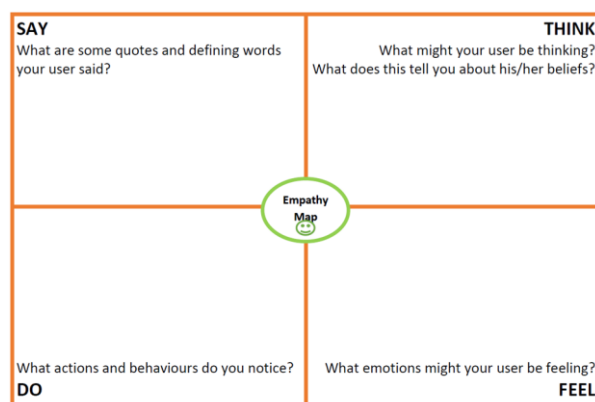 SAY
What are some quotes and defining words
your user said?
THINK
What might your user be thinking?
What does this tell you about his/her beliefs?
Empathy
Map
What actions and behaviours do you notice?
DO
What emotions might your user be feeling?
FEEL